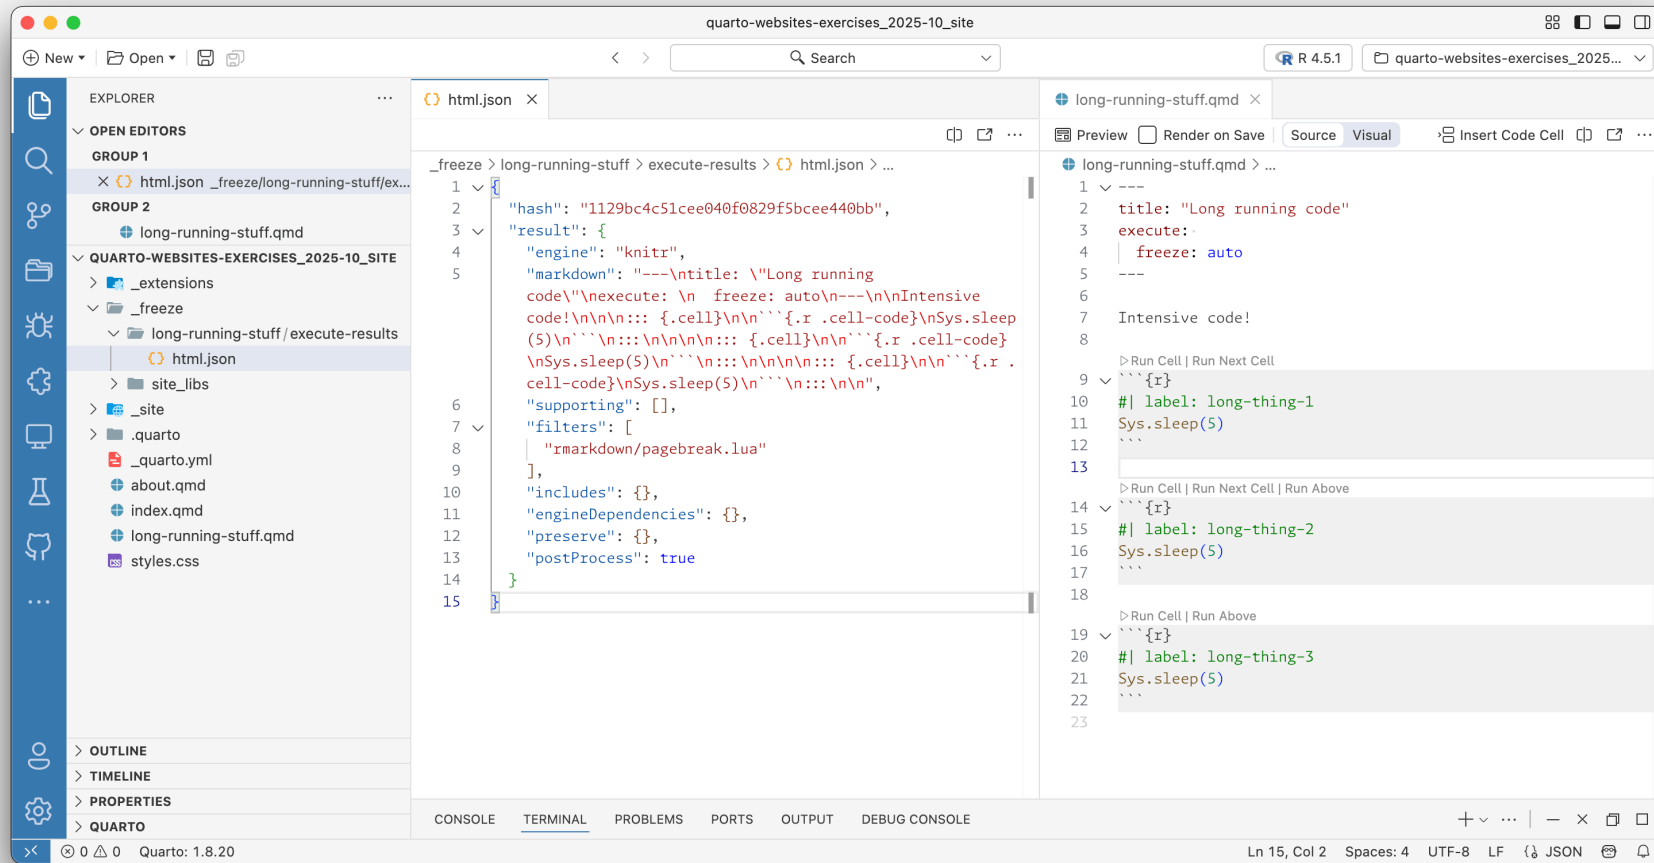 quarto-websites-exercises_2025-10_site
New
Open
Search
R 4.5.1
quarto-websites-exercises_2025...
EXPLORER
OPEN EDITORS
GROUP 1
html.json _freeze/long-running-stuff/ex...
GROUP 2
long-running-stuff.qmd
QUARTO-WEBSITES-EXERCISES_2025-10_SITE
_extensions
_freeze
long-running-stuff/execute-results
html.json
site_libs
_site
.quarto
_quarto.yml
about.qmd
index.qmd
long-running-stuff.qmd
styles.css
OUTLINE
TIMELINE
PROPERTIES
QUARTO
html.json
_freeze > long-running-stuff > execute-results > {} html.json > ...
1 {
2 "hash": "1129bc4c51cee040f0829f5bcee440bb",
3 "result": {
4 "engine": "knitr",
5 "markdown": "---\ntitle: \"Long running
code\"\nexecute: \n  freeze: auto\n---\n\nIntensive
code!\n\n\n::: {.cell}\n\n```{.r .cell-code}\nSys.sleep
(5)\n```\n:::\n\n\n\n::: {.cell}\n\n```{.r .cell-code}
\nSys.sleep(5)\n```\n:::\n\n\n\n::: {.cell}\n\n```{.r .
cell-code}\nSys.sleep(5)\n```\n:::\n\n",
6 "supporting": [],
7 "filters": [
8 "rmarkdown/pagebreak.lua"
9 ],
10 "includes": {},
11 "engineDependencies": {},
12 "preserve": {},
13 "postProcess": true
14 }
15 }
long-running-stuff.qmd
Preview
Render on Save
Source
Visual
Insert Code Cell
long-running-stuff.qmd > ...
1 ---
2 title: "Long running code"
3 execute:
4 freeze: auto
5 ---
6
7 Intensive code!
8
Run Cell | Run Next Cell
9 ```{r}
10 #| label: long-thing-1
11 Sys.sleep(5)
12 ```
13
Run Cell | Run Next Cell | Run Above
14 ```{r}
15 #| label: long-thing-2
16 Sys.sleep(5)
17 ```
18
Run Cell | Run Above
19 ```{r}
20 #| label: long-thing-3
21 Sys.sleep(5)
22 ```
23
CONSOLE
TERMINAL
PROBLEMS
PORTS
OUTPUT
DEBUG CONSOLE
0 0 Quarto: 1.8.20
Ln 15, Col 2
Spaces: 4
UTF-8
LF
JSON